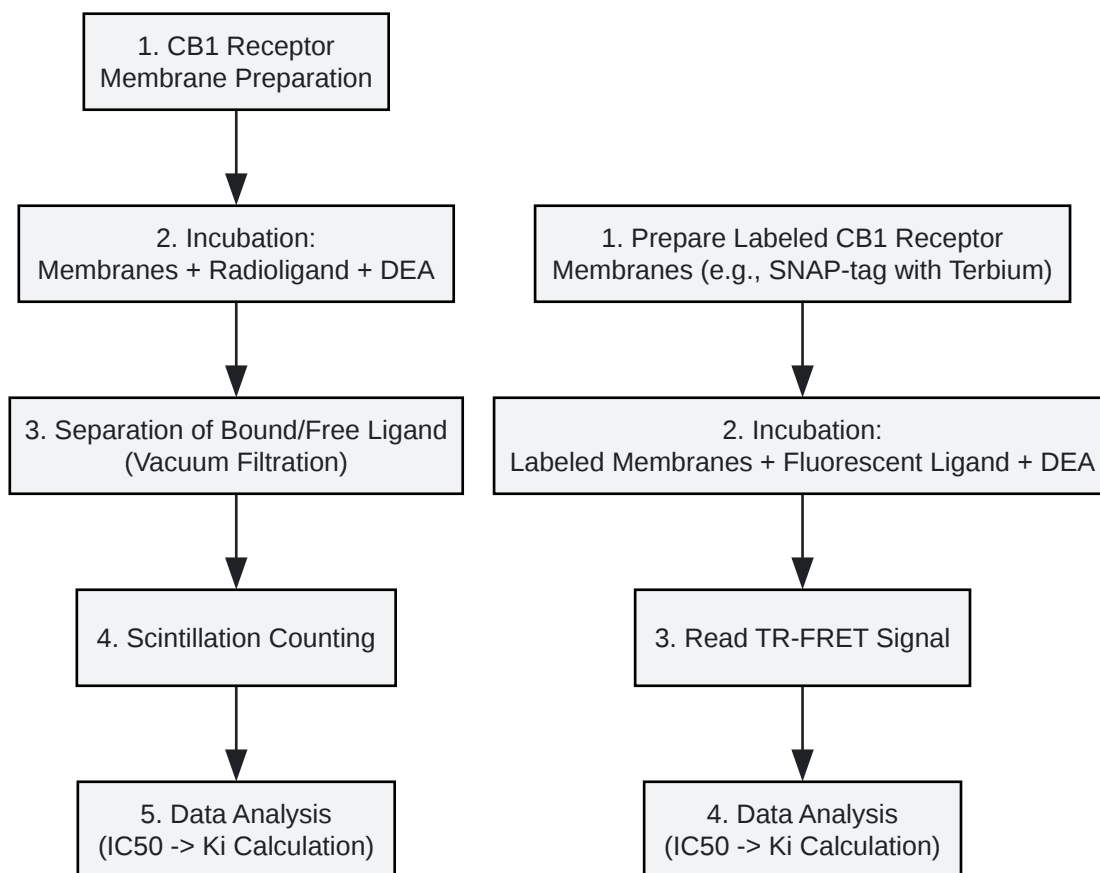 1. CB1 Receptor
Membrane Preparation
2. Incubation:
Membranes + Radioligand + DEA
3. Separation of Bound/Free Ligand
(Vacuum Filtration)
4. Scintillation Counting
5. Data Analysis
(IC50 -> Ki Calculation)
1. Prepare Labeled CB1 Receptor
Membranes (e.g., SNAP-tag with Terbium)
2. Incubation:
Labeled Membranes + Fluorescent Ligand + DEA
3. Read TR-FRET Signal
4. Data Analysis
(IC50 -> Ki Calculation)